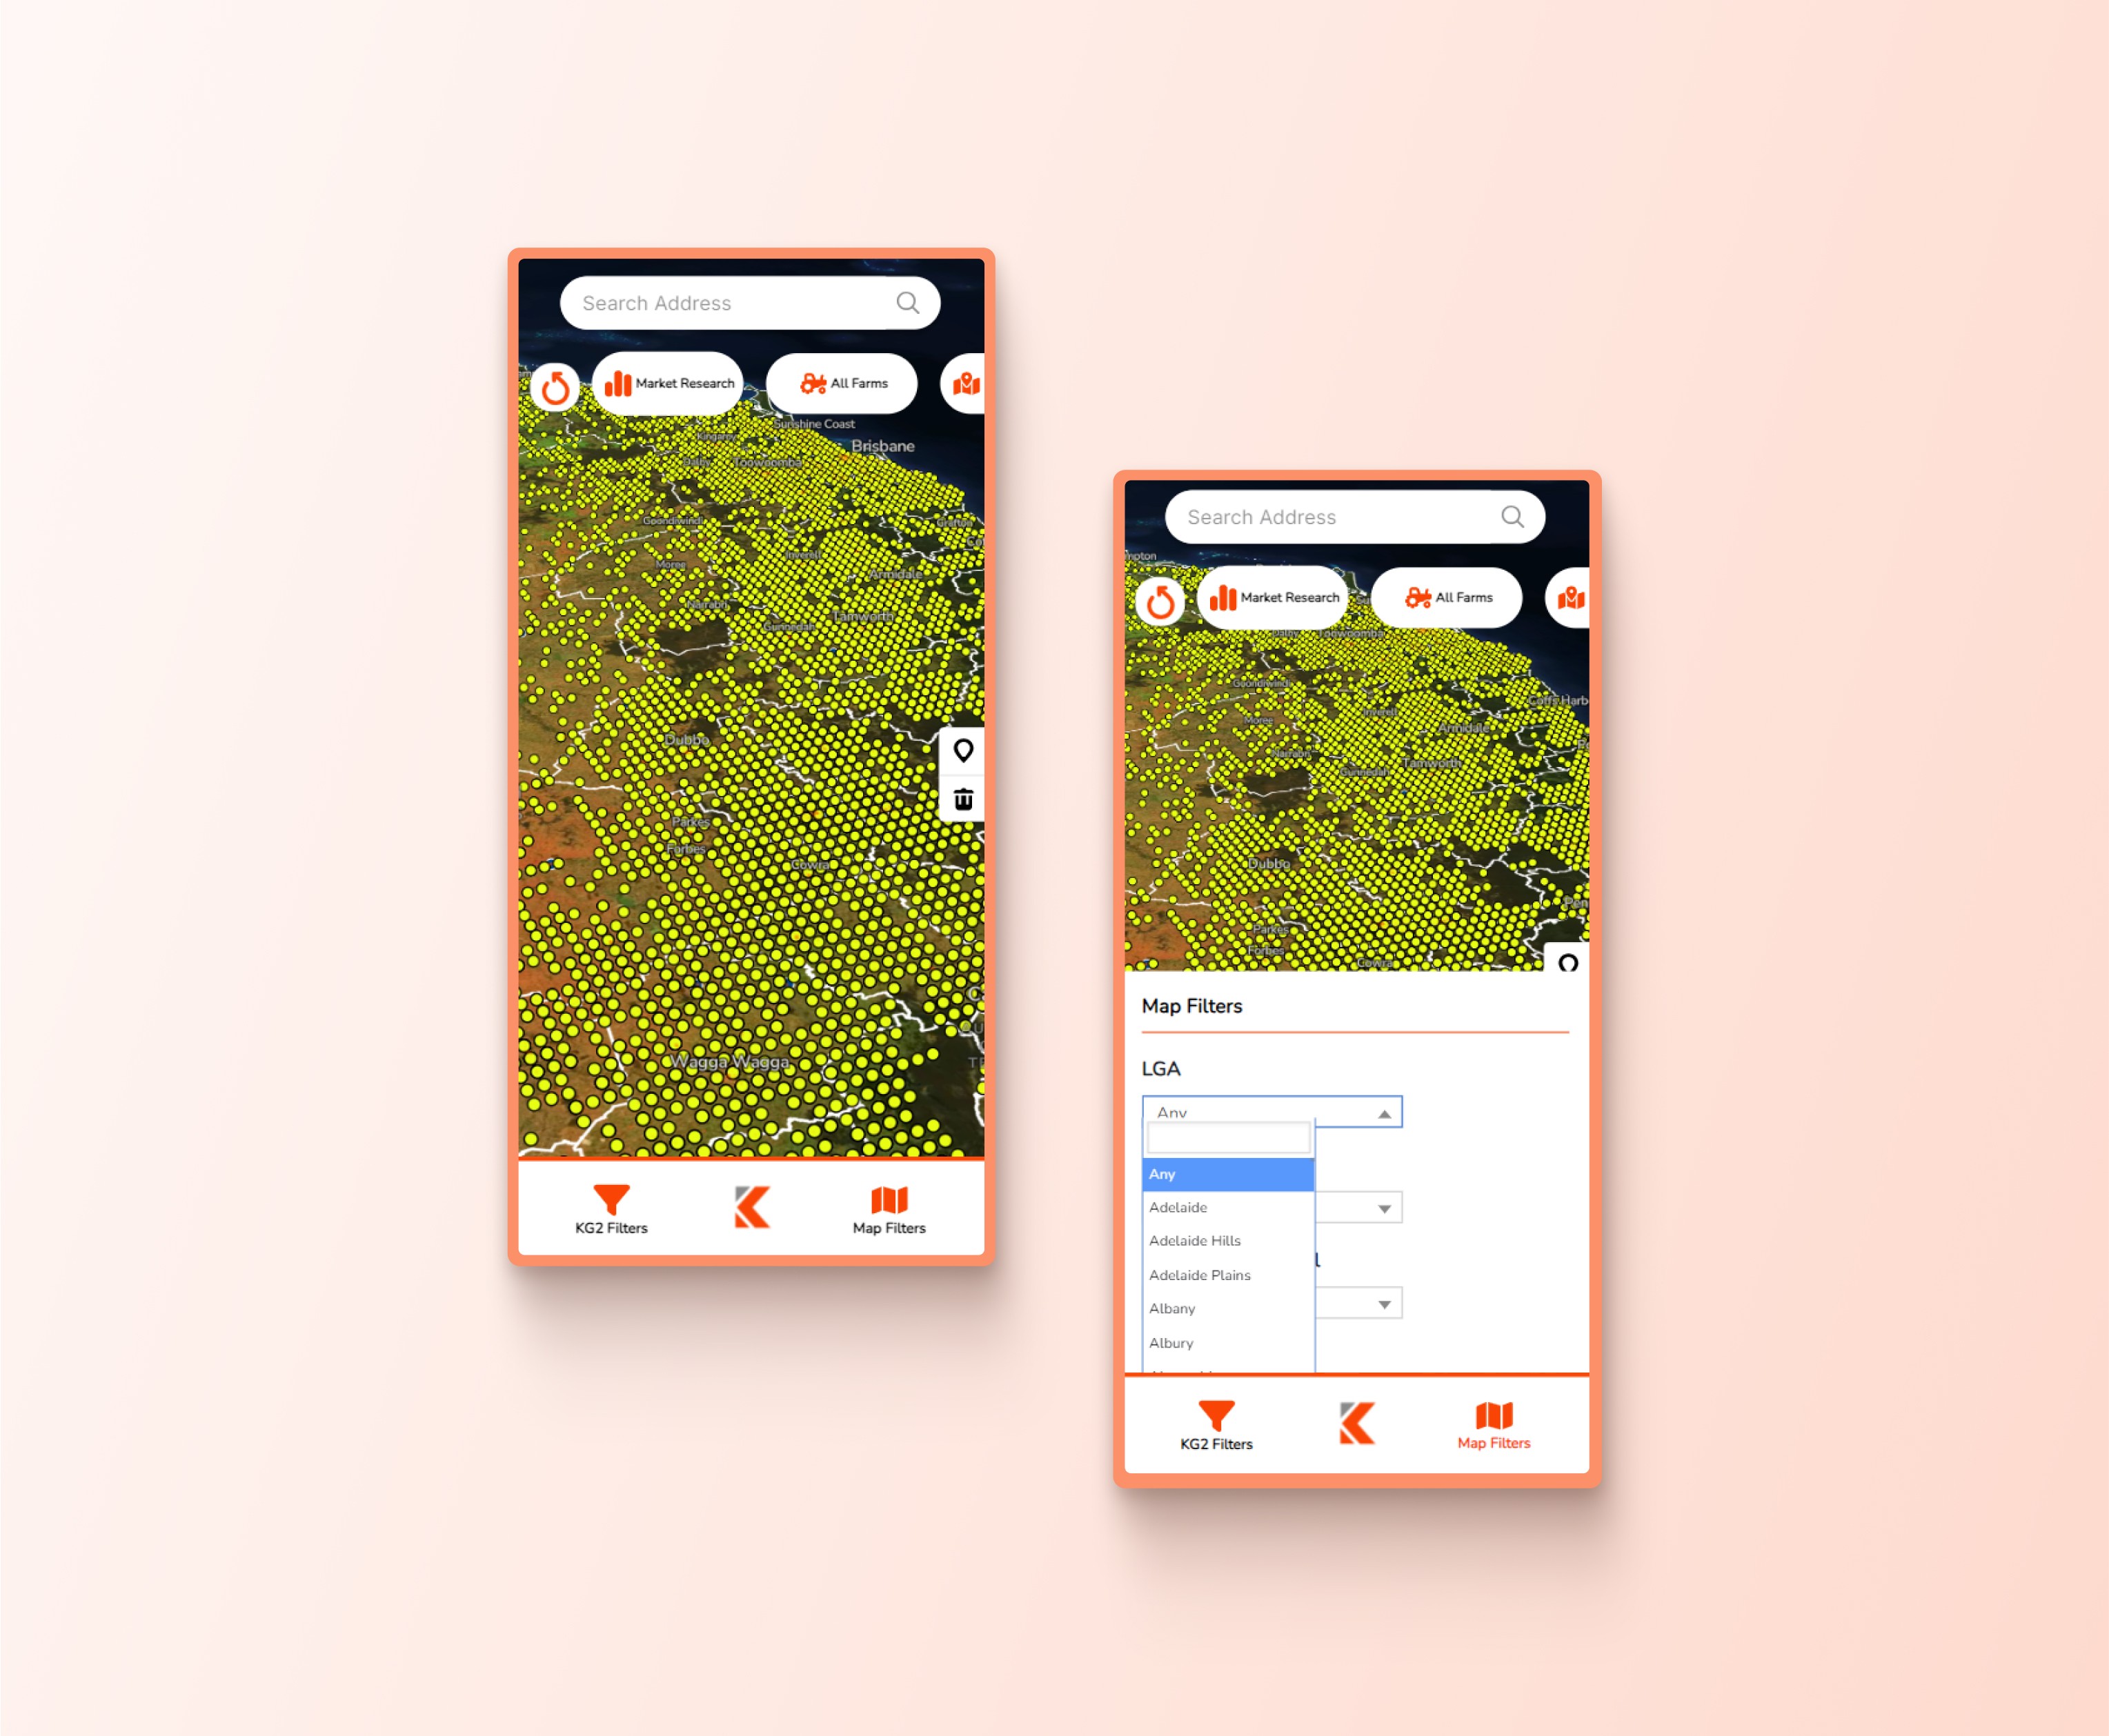 Search Address
Market Research
All Farms
Sunshine Coast
Brisbane
Kingaroy
Dalby
Toowoomba
Goondiwindi
Grafton
Inverell
Moree
Armidale
Narrabri
Tamworth
Gunnedah
Dubbo
Parkes
Forbes
Cowra
Wagga Wagga
KG2 Filters
Map Filters
Search Address
Market Research
All Farms
Dalby
Toowoomba
Goondiwindi
Coffs Harb
Moree
Inverell
Armidale
Narrabri
Tamworth
Gunnedah
Dubbo
Pen
Parkes
Forbes
Cowra
Map Filters
LGA
Any
Any
Adelaide
Adelaide Hills
Adelaide Plains
Albany
Albury
KG2 Filters
Map Filters